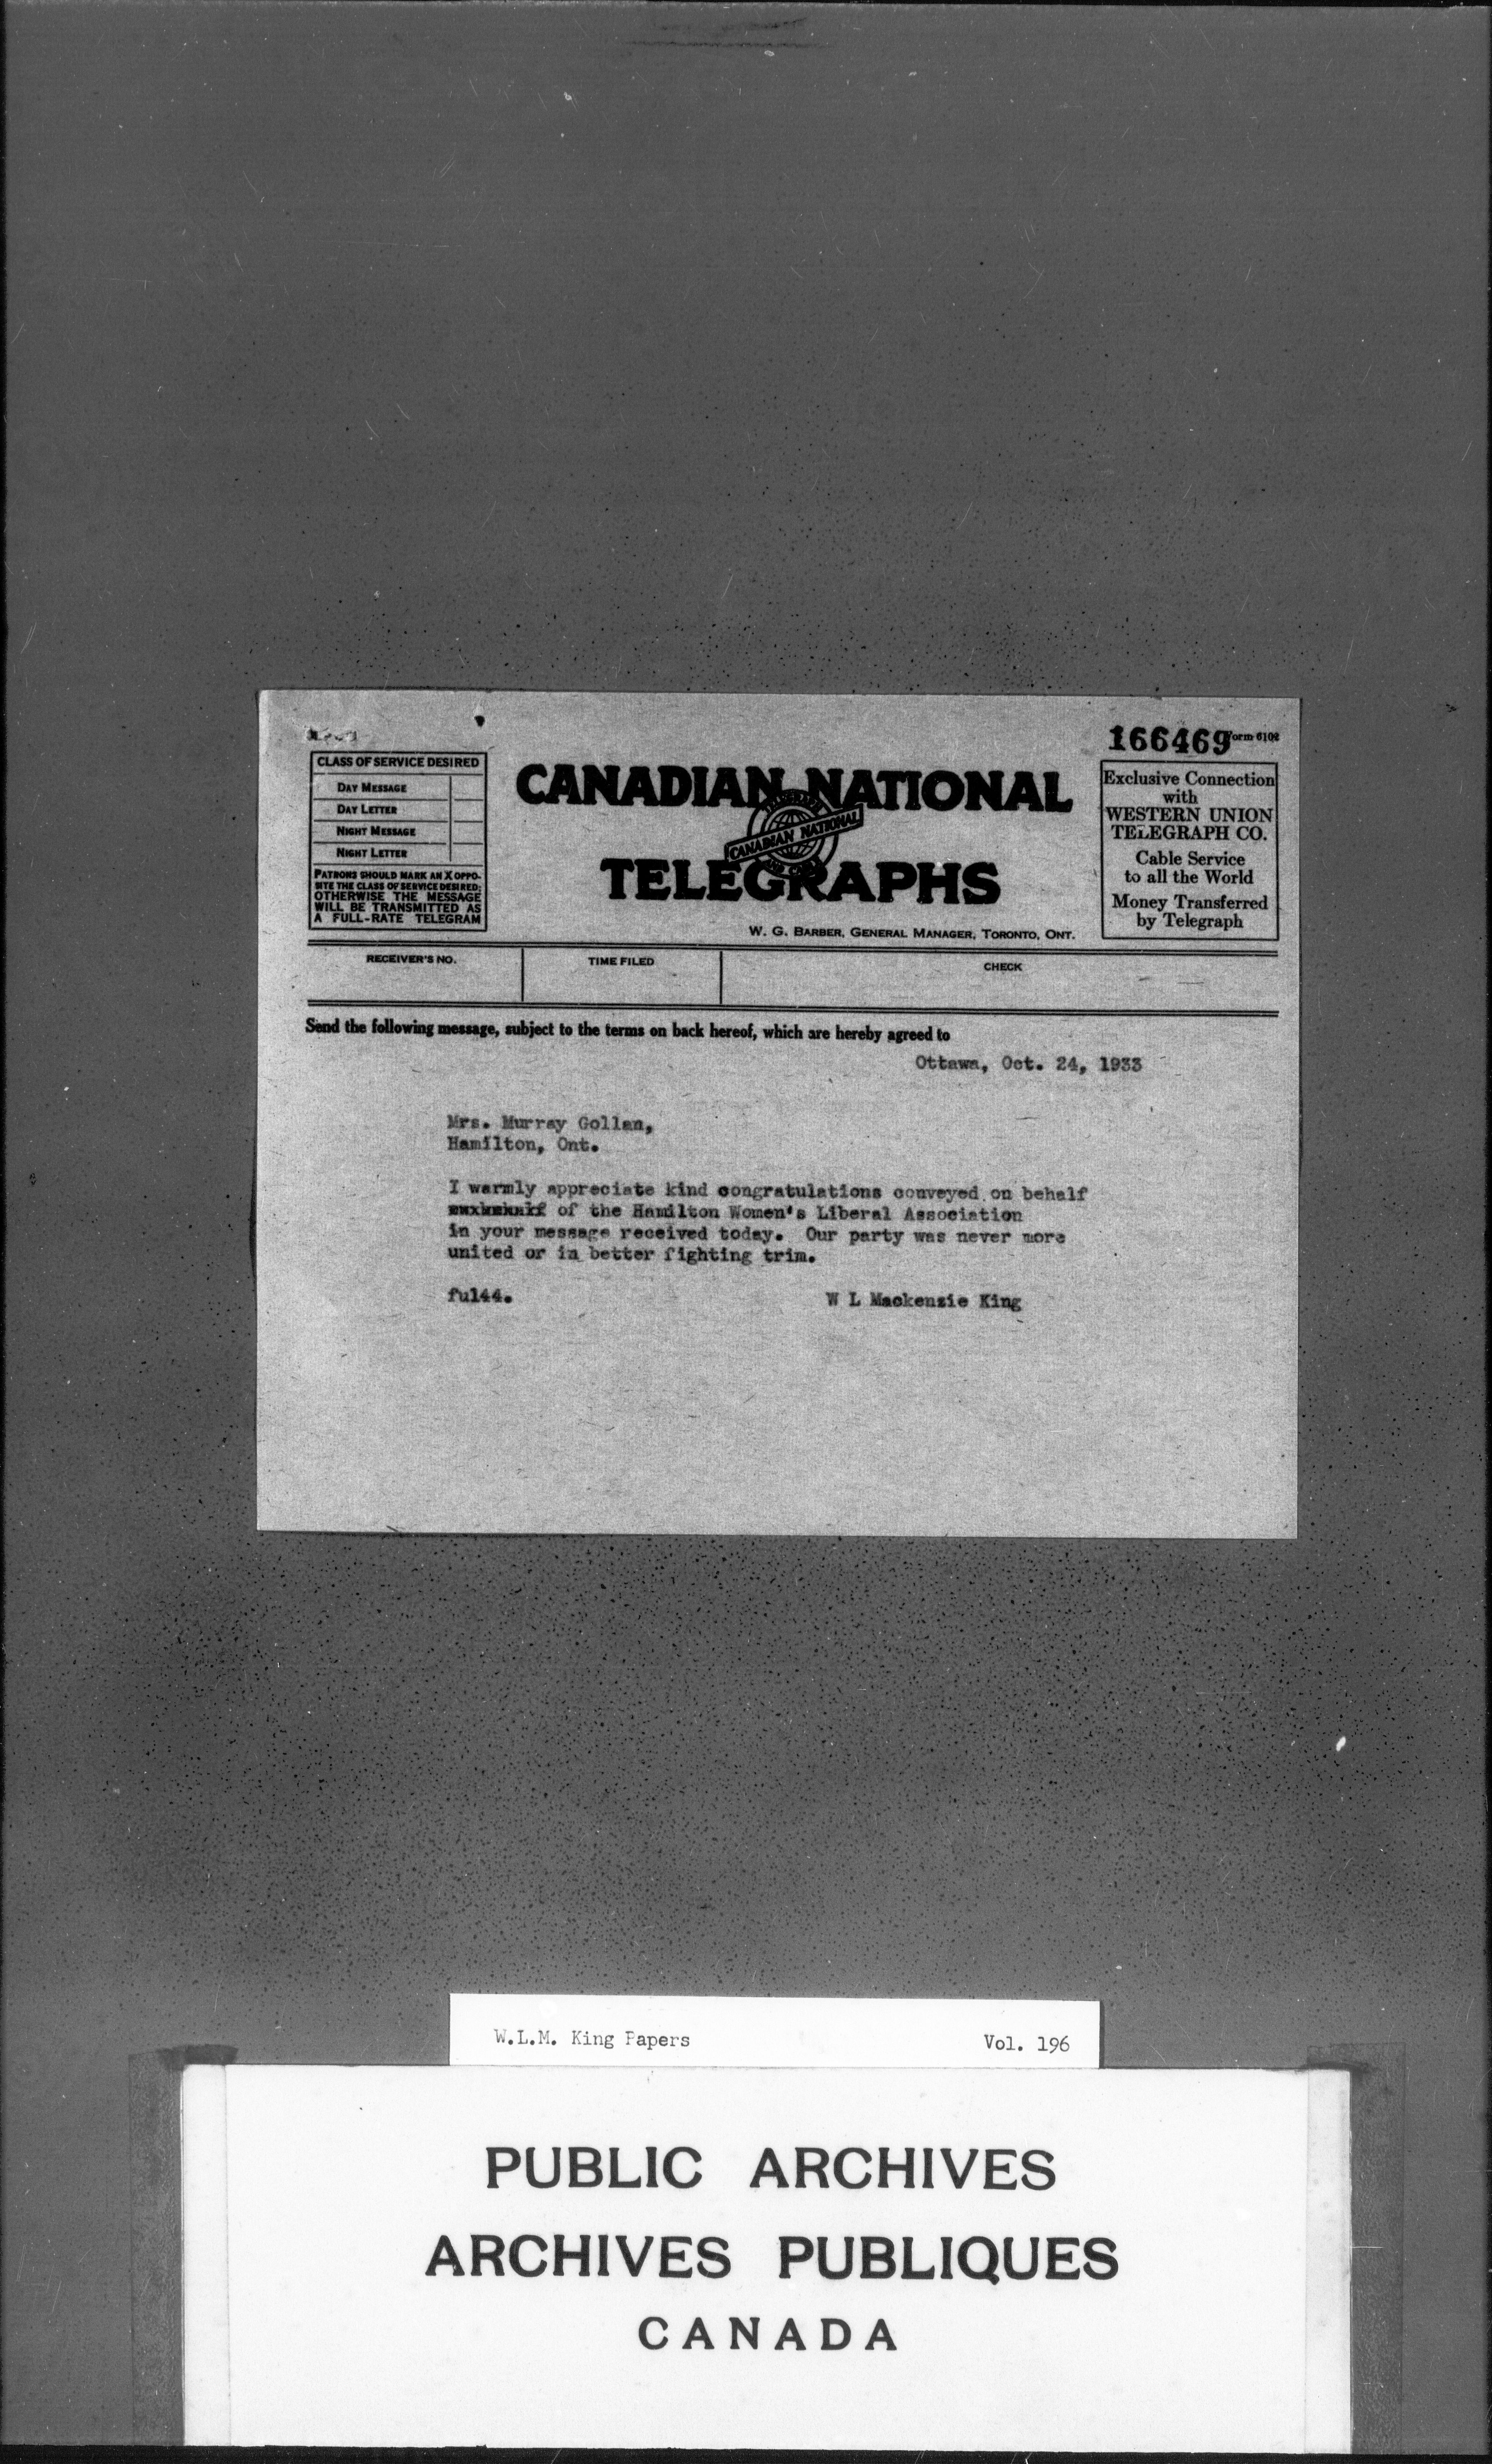 166469 Form 6102
CLASS OF SERVICE DESIRED
DAY MESSAGE
DAY LETTER
NIGHT MESSAGE
NIGHT LETTER
PATRONS SHOULD MARK AN X OPPO-
SITE THE CLASS OF SERVICE DESIRED;
OTHERWISE THE MESSAGE
WILL BE TRANSMITTED AS
A FULL-RATE TELEGRAM
CANADIAN NATIONAL
CANADIAN NATIONAL
TELEGRAPHS
W. G. BARBER, GENERAL MANAGER, TORONTO, ONT.
Exclusive Connection
with
WESTERN UNION
TELEGRAPH CO.
Cable Service
to all the World
Money Transferred
by Telegraph
RECEIVER'S NO.
TIME FILED
CHECK
Send the following message, subject to the terms on back hereof, which are hereby agreed to
Ottawa, Oct. 24, 1933
Mrs. Murray Gollan,
Hamilton, Ont.
I warmly appreciate kind congratulations conveyed on behalf
of the Hamilton Women's Liberal Association
in your message received today. Our party was never more
united or in better fighting trim.
ful44.
W L Mackenzie King
W.L.M. King Papers
Vol. 196
PUBLIC ARCHIVES
ARCHIVES PUBLIQUES
CANADA